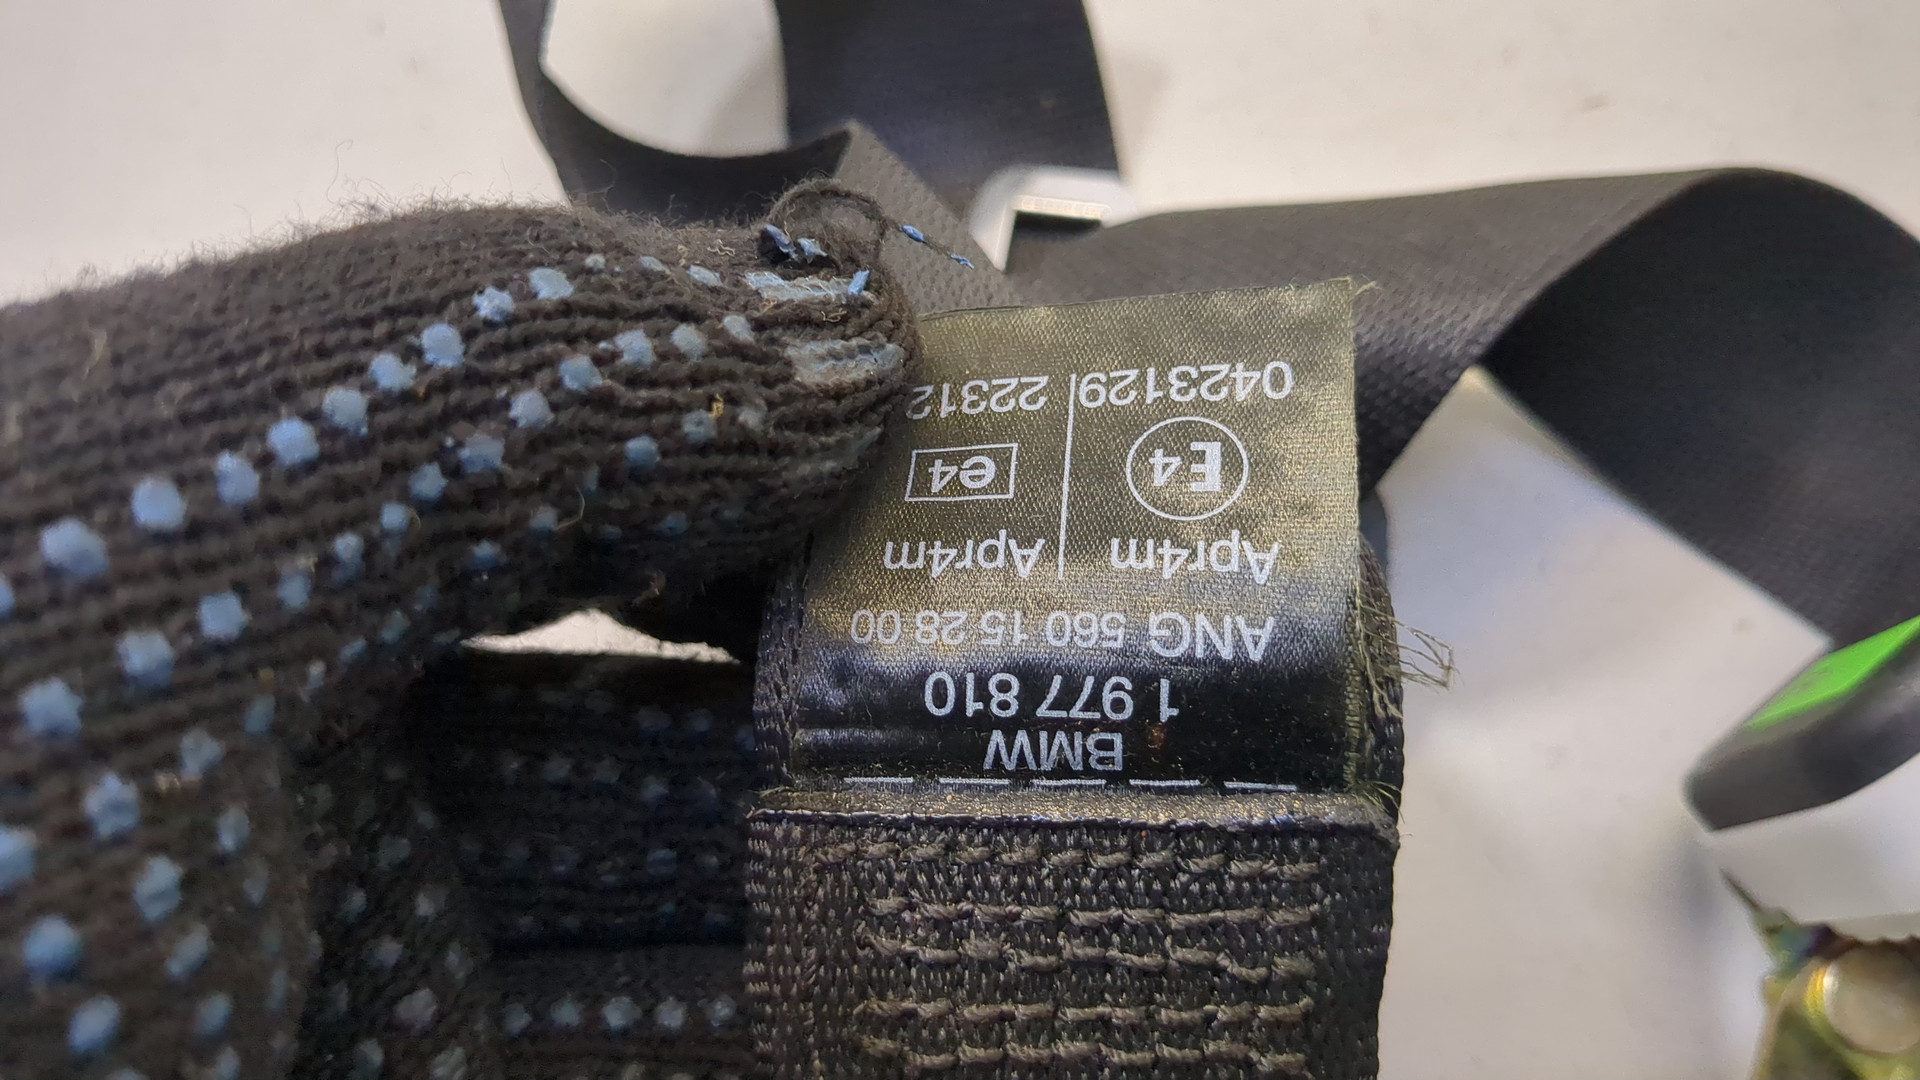 BMW
1 977 810
ANG 560 15 28 00
Apr4m Apr4m
E4 e4
0423129 22312